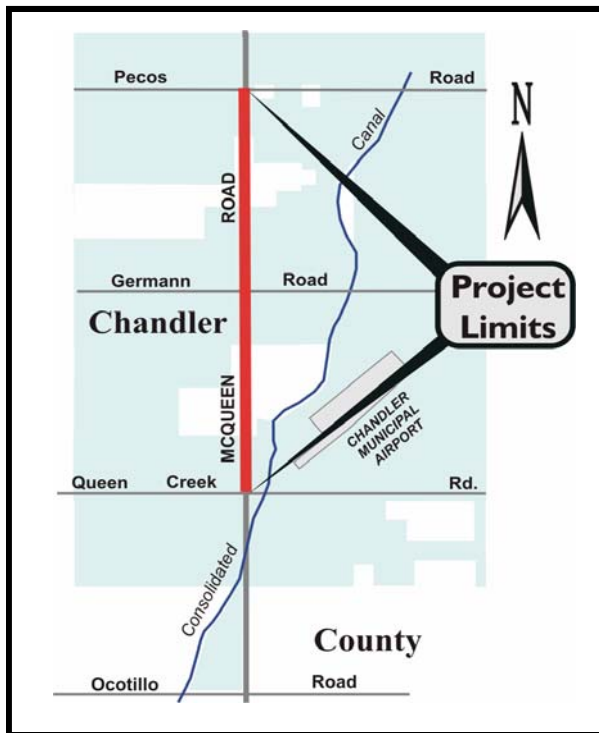 Pecos Road
Canal
N
ROAD
Project
Limits
Germann Road
Chandler
MCQUEEN
CHANDLER
MUNICIPAL
AIRPORT
Queen Creek Rd.
Consolidated
County
Ocotillo Road